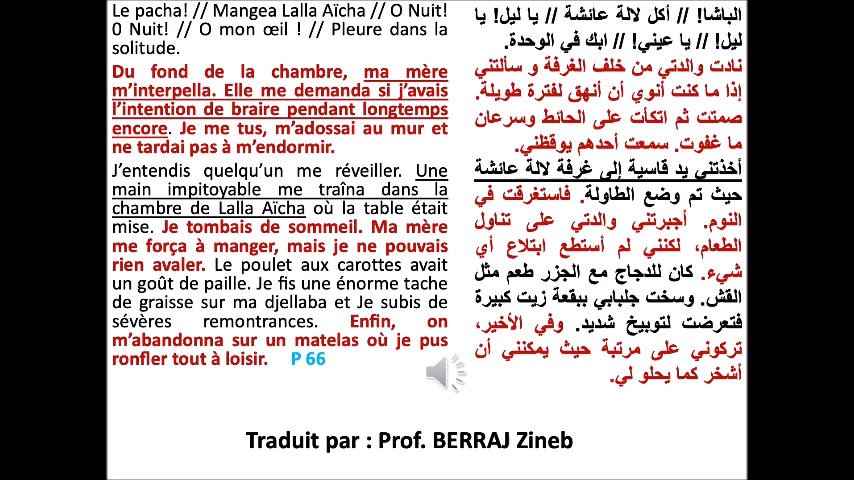 Le pacha! // Mangea Lalla Aïcha // O Nuit!
0 Nuit! // O mon œil ! // Pleure dans la
solitude.
Du fond de la chambre, ma mère
m'interpella. Elle me demanda si j'avais
l'intention de braire pendant longtemps
encore. Je me tus, m'adossai au mur et
ne tardai pas à m'endormir.
J'entendis quelqu'un me réveiller. Une
main impitoyable me traîna dans la
chambre de Lalla Aïcha où la table était
mise. Je tombais de sommeil. Ma mère
me força à manger, mais je ne pouvais
rien avaler. Le poulet aux carottes avait
un goût de paille. Je fis une énorme tache
de graisse sur ma djellaba et Je subis de
sévères remontrances. Enfin, on
m'abandonna sur un matelas où je pus
ronfler tout à loisir. P 66
الباشا! // أكل لالة عائشة // يا ليل! يا
ليل! // يا عيني! // ابك في الوحدة.
نادت والدتي من خلف الغرفة و سألتني
إذا ما كنت أنوي أن أنهق لفترة طويلة.
صمتت ثم اتكأت على الحائط وسرعان
ما غفوت. سمعت أحدهم يوقظني.
أخذتني يد قاسية إلى غرفة لالة عائشة
حيث تم وضع الطاولة. فاستغرقت في
النوم. أجبرتني والدتي على تناول
الطعام، لكنني لم أستطع ابتلاع أي
شيء. كان للدجاج مع الجزر طعم مثل
القش. وسخت جلبابي ببقعة زيت كبيرة
فتعرضت لتوبيخ شديد. وفي الأخير،
تركوني على مرتبة حيث يمكنني أن
أشخر كما يحلو لي.
Traduit par : Prof. BERRAJ Zineb